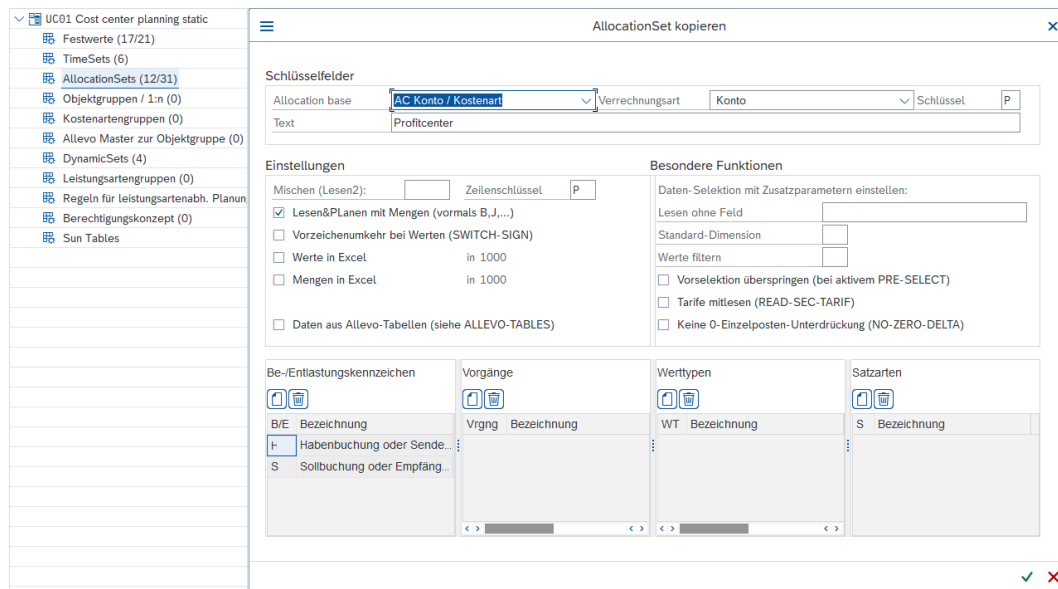 UC01 Cost center planning static
Festwerte (17/21)
TimeSets (6)
AllocationSets (12/31)
Objektgruppen / 1:n (0)
Kostenartengruppen (0)
Allevo Master zur Objektgruppe (0)
DynamicSets (4)
Leistungsartengruppen (0)
Regeln für leistungsartenabh. Planun
Berechtigungskonzept (0)
Sun Tables
AllocationSet kopieren
Schlüsselfelder
Allocation base AC Konto / Kostenart Verrechnungsart Konto Schlüssel P
Text Profitcenter
Einstellungen
Mischen (Lesen2): Zeilenschlüssel P
Lesen&PLanen mit Mengen (vormals B,J,...)
Vorzeichenumkehr bei Werten (SWITCH-SIGN)
Werte in Excel in 1000
Mengen in Excel in 1000
Daten aus Allevo-Tabellen (siehe ALLEVO-TABLES)
Besondere Funktionen
Daten-Selektion mit Zusatzparametern einstellen:
Lesen ohne Feld
Standard-Dimension
Werte filtern
Vorselektion überspringen (bei aktivem PRE-SELECT)
Tarife mitlesen (READ-SEC-TARIF)
Keine 0-Einzelposten-Unterdrückung (NO-ZERO-DELTA)
Be-/Entlastungskennzeichen
B/E Bezeichnung
H Habenbuchung oder Sende...
S Sollbuchung oder Empfäng...
Vorgänge
Vrgng Bezeichnung
Werttypen
WT Bezeichnung
Satzarten
S Bezeichnung